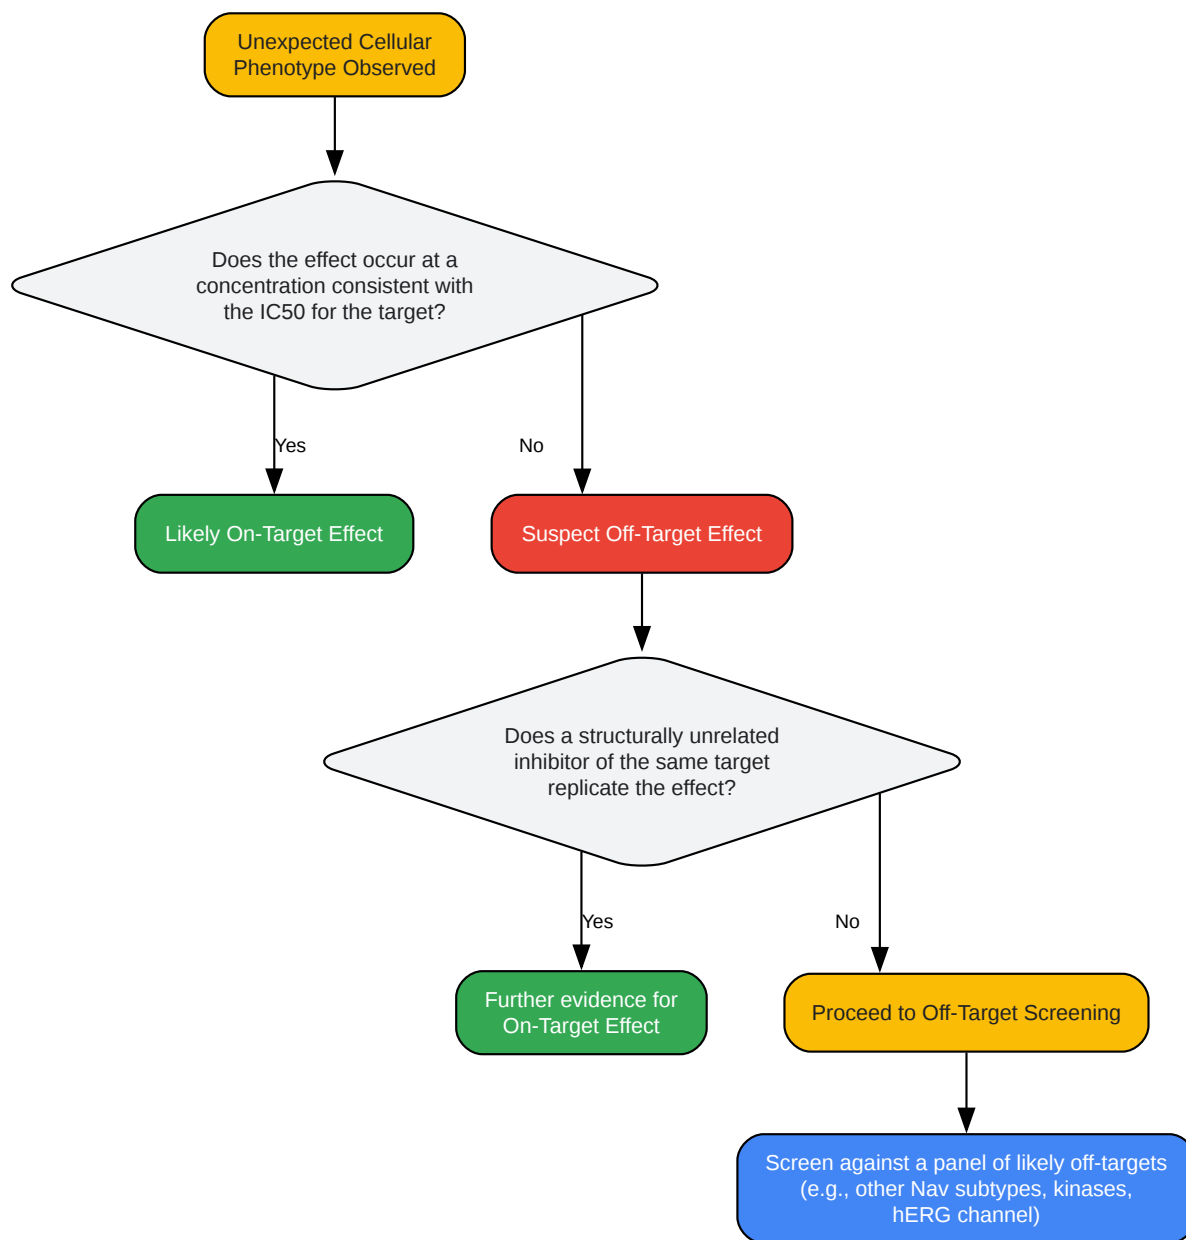 Unexpected Cellular
Phenotype Observed
Does the effect occur at a
concentration consistent with
the IC50 for the target?
Yes
No
Likely On-Target Effect
Suspect Off-Target Effect
Does a structurally unrelated
inhibitor of the same target
replicate the effect?
Yes
No
Further evidence for
On-Target Effect
Proceed to Off-Target Screening
Screen against a panel of likely off-targets
(e.g., other Nav subtypes, kinases,
hERG channel)